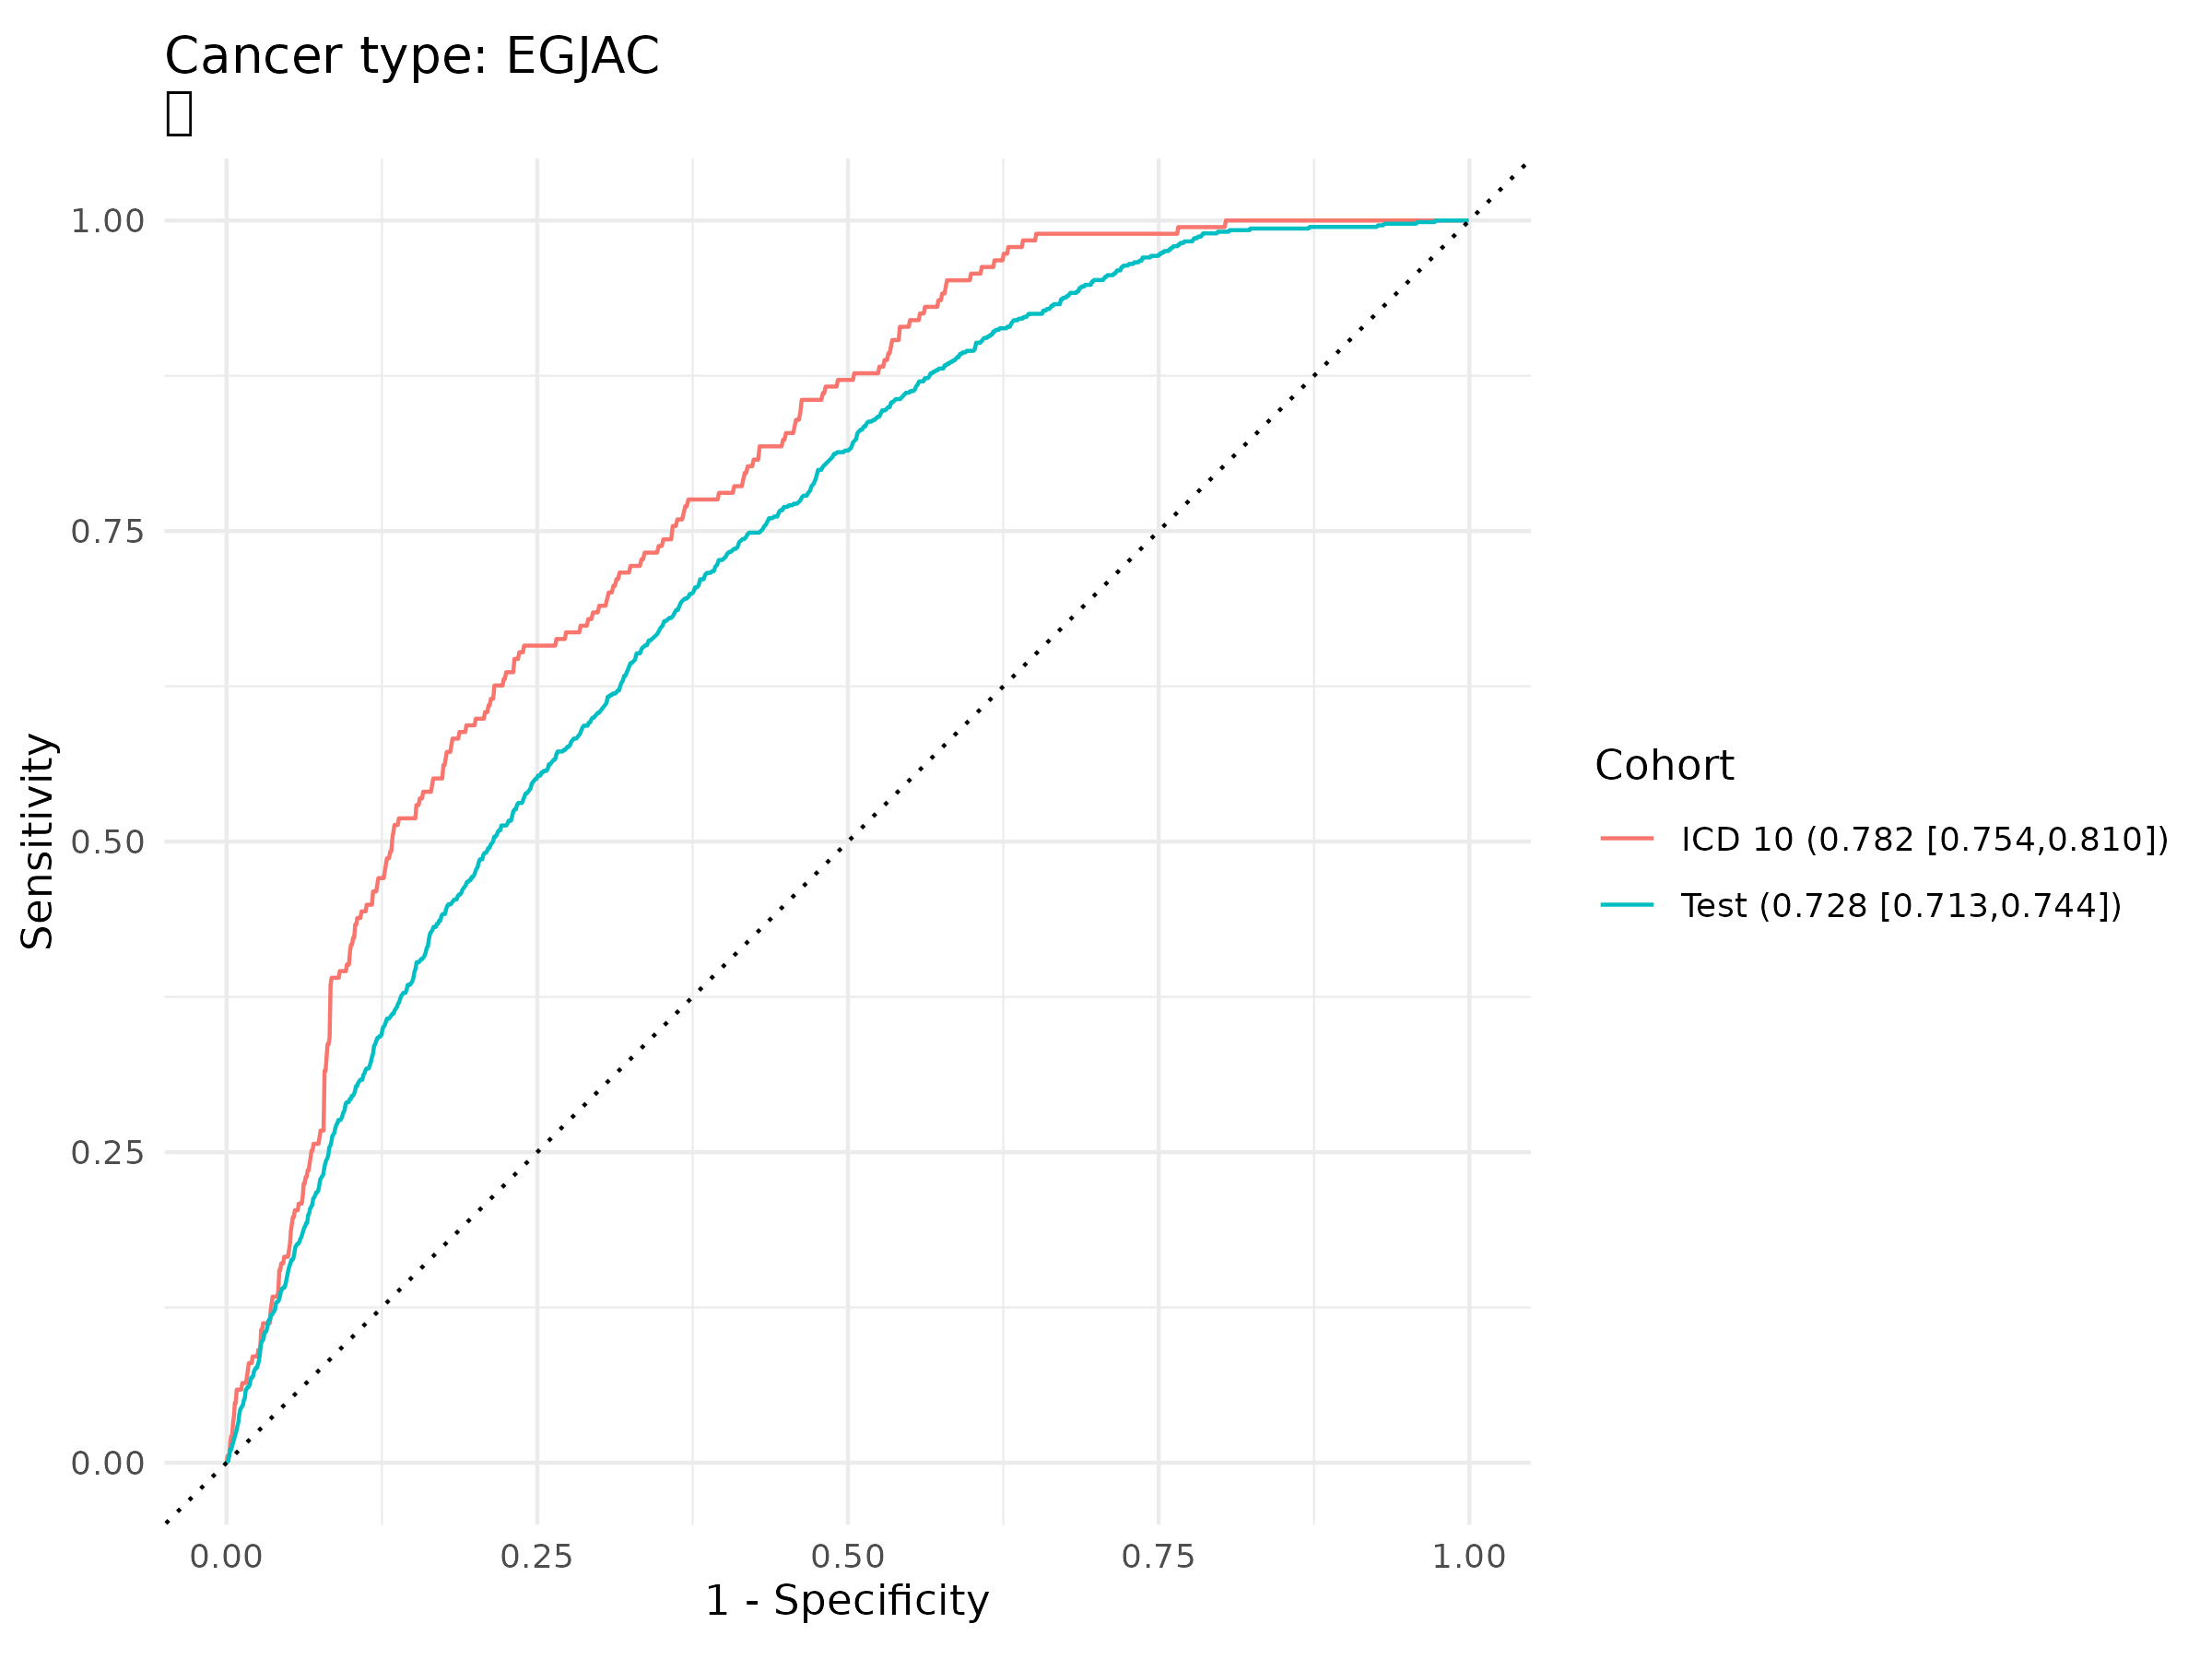 Cancer type: EGJAC
Sensitivity
1.00
0.75
0.50
0.25
0.00
0.00 0.25 0.50 0.75 1.00
1 - Specificity
Cohort
ICD 10 (0.782 [0.754,0.810])
Test (0.728 [0.713,0.744])